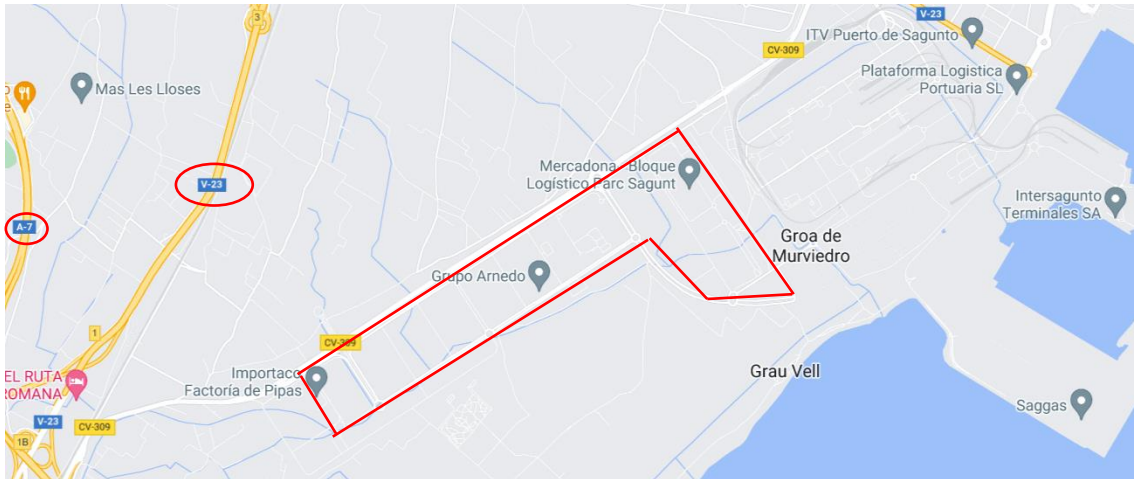 3
V-23
ITV Puerto de Sagunto
CV-309
Plataforma Logistica
Portuaria SL
Mas Les Lloses
Mercadona - Bloque
Logístico Parc Sagunt
V-23
A-7
Intersagunto
Terminales SA
Groa de
Murviedro
Grupo Arnedo
1
CV-309
Importaco
Factoría de Pipas
Grau Vell
EL RUTA
ROMANA
Saggas
V-23
CV-309
1B